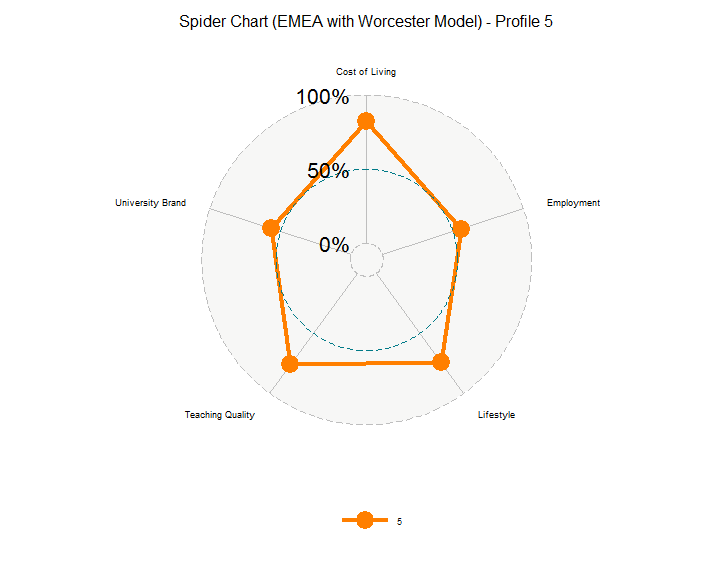 Spider Chart (EMEA with Worcester Model) - Profile 5
Cost of Living
100%
50%
University Brand
Employment
0%
Teaching Quality
Lifestyle
5